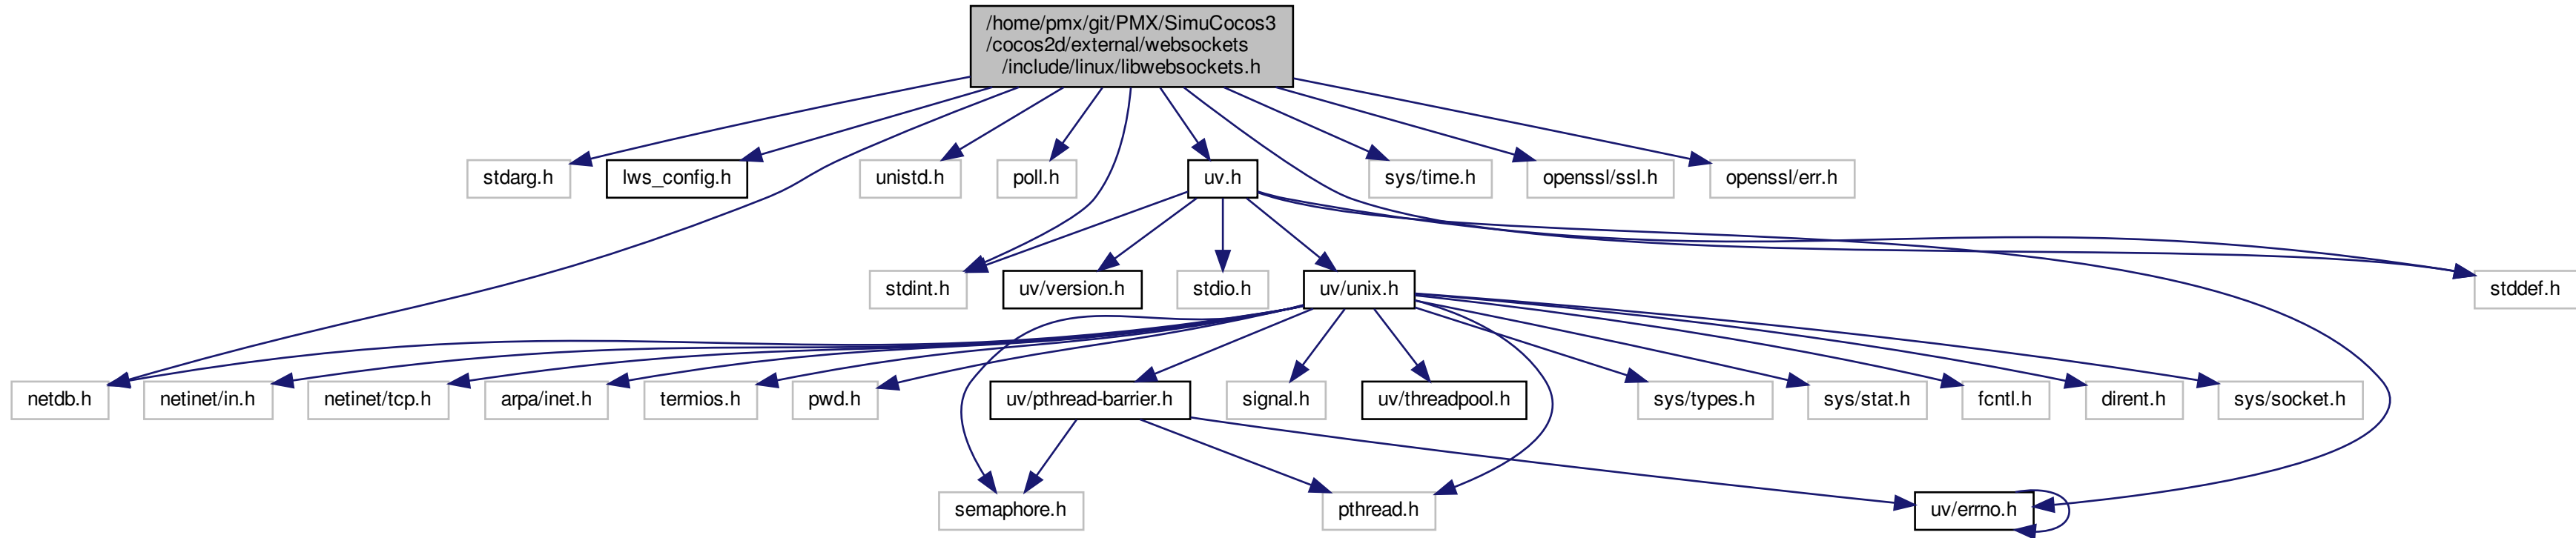 /home/pmx/git/PMX/SimuCocos3
/cocos2d/external/websockets
/include/linux/libwebsockets.h
stdarg.h
lws_config.h
unistd.h
poll.h
uv.h
sys/time.h
openssl/ssl.h
openssl/err.h
stdint.h
uv/version.h
stdio.h
uv/unix.h
stddef.h
netdb.h
netinet/in.h
netinet/tcp.h
arpa/inet.h
termios.h
pwd.h
uv/pthread-barrier.h
signal.h
uv/threadpool.h
sys/types.h
sys/stat.h
fcntl.h
dirent.h
sys/socket.h
semaphore.h
pthread.h
uv/errno.h